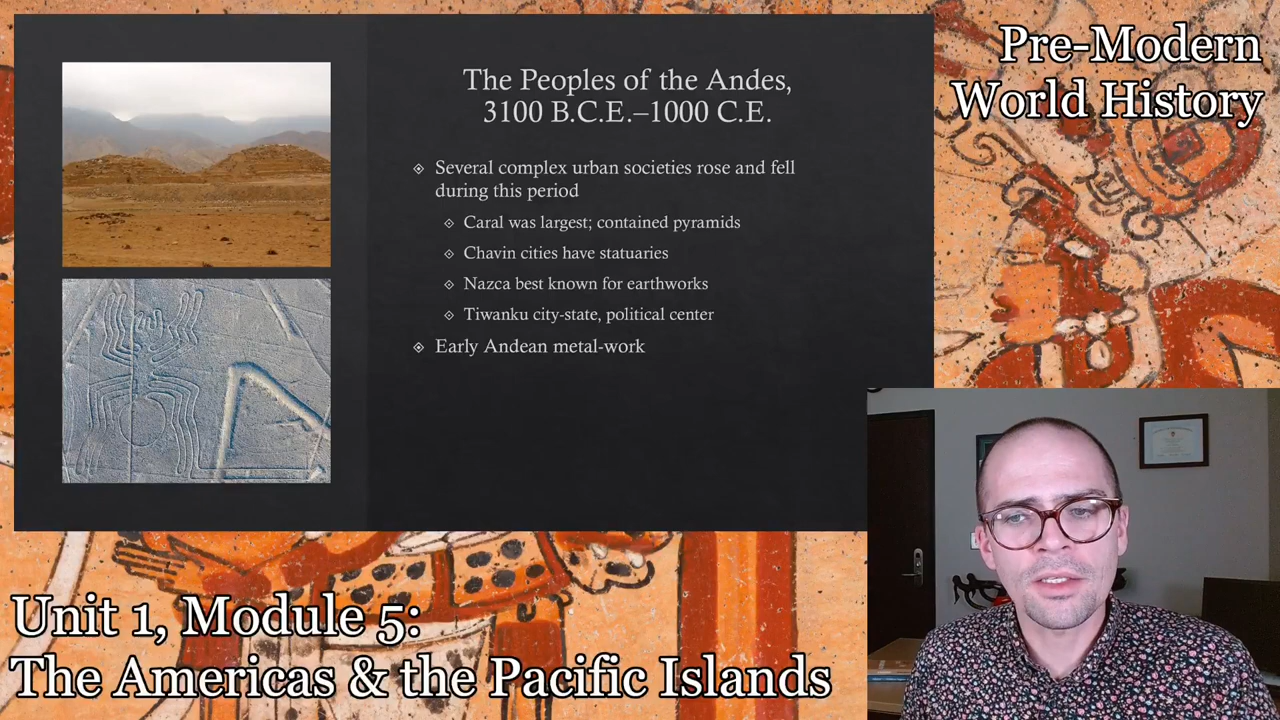 The Peoples of the Andes,
3100 B.C.E.–1000 C.E.
Several complex urban societies rose and fell
during this period
Caral was largest; contained pyramids
Chavin cities have statuaries
Nazca best known for earthworks
Tiwanku city-state, political center
Early Andean metal-work
Pre-Modern
World History
Unit 1, Module 5:
The Americas & the Pacific Islands